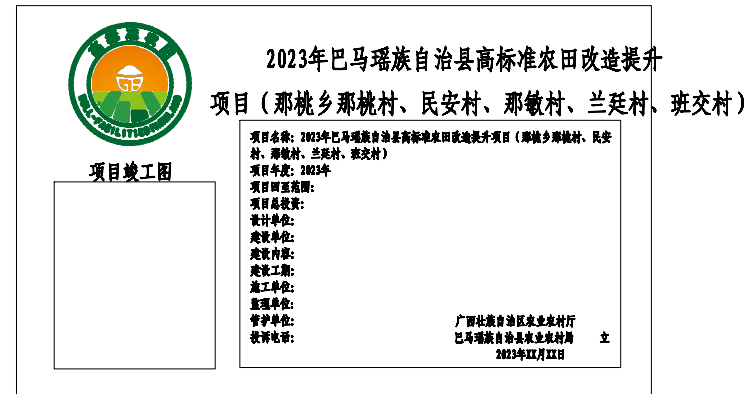 高标准农田
WELL-FACILITIED FARMLAND
2023年巴马瑶族自治县高标准农田改造提升
项目（那桃乡那桃村、民安村、那敏村、兰廷村、班交村）
项目竣工图
项目名称：2023年巴马瑶族自治县高标准农田改造提升项目（那桃乡那桃村、民安
村、那敏村、兰廷村、班交村）
项目年度：2023年
项目四至范围：
项目总投资：
设计单位：
建设单位：
建设内容：
建设工期：
施工单位：
监理单位：
管护单位：
投诉电话：
广西壮族自治区农业农村厅
巴马瑶族自治县农业农村局 立
2023年XX月XX日